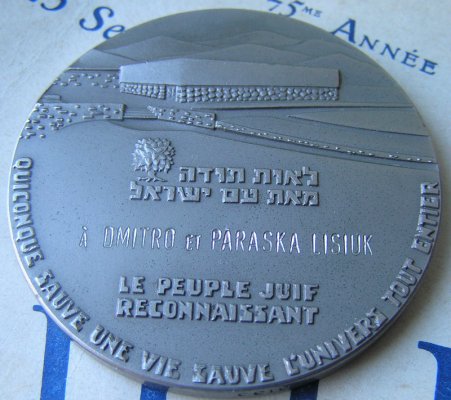 75ME ANNÉE
לאות תודה
מאת עם ישראל
À DMITRO et PARASKA LISIUK
LE PEUPLE JUIF
RECONNAISSANT
QUICONQUE SAUVE UNE VIE SAUVE L'UNIVERS TOUT ENTIER